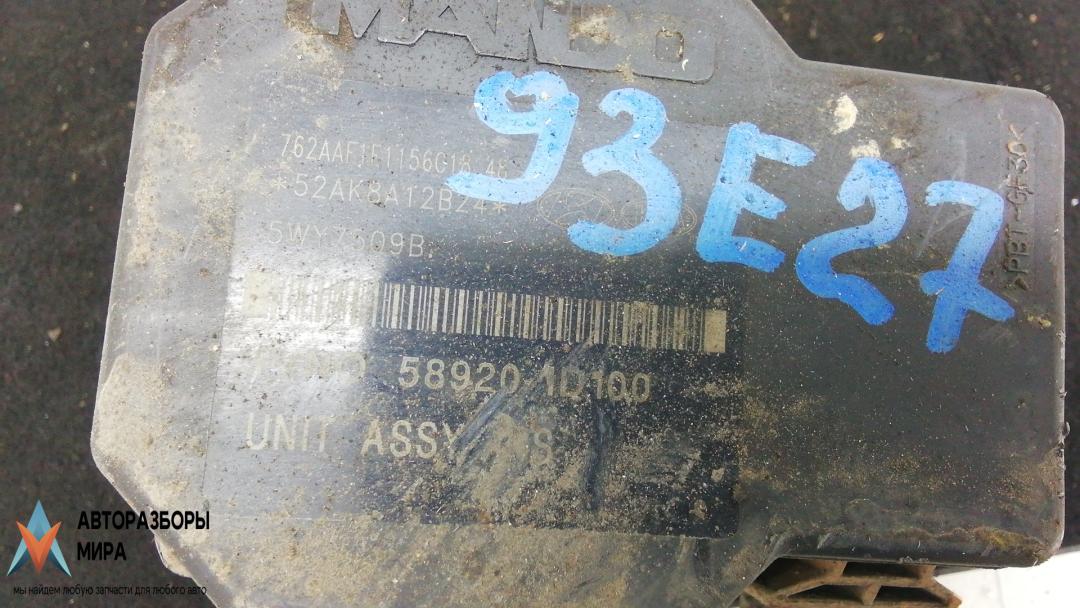 MANDO
93E27
762AAF1F1156G18 48
*52AK8A12B24*
5WY7509B
>PBT-GF30<
58920-1D100
UNIT ASSY
АВТОРАЗБОРЫ
МИРА
мы найдем любую запчасти для любого авто